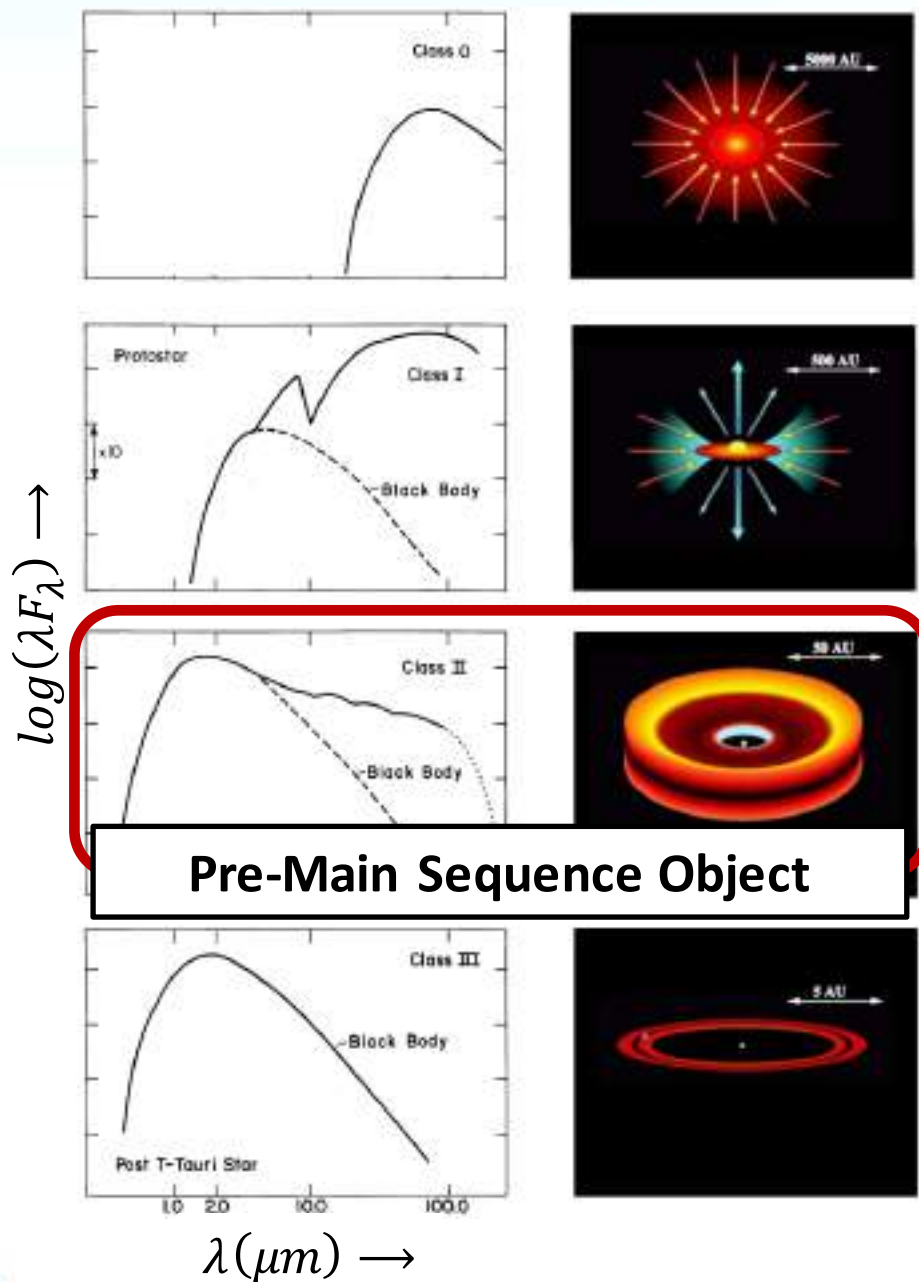 Class 0
5000 AU
Protostar
Class I
×10
Black Body
500 AU
log(λF_λ) →
Class II
Black Body
50 AU
Pre-Main Sequence Object
Class III
Black Body
Post T-Tauri Star
5 AU
1.0 2.0 10.0 100.0
λ(μm) →